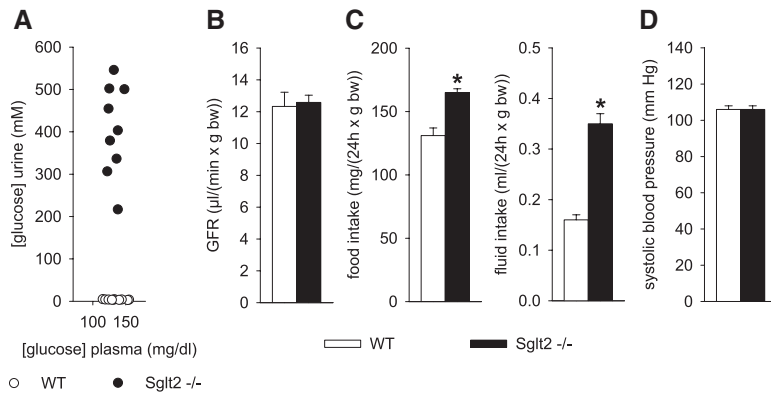 A
[glucose] urine (mM)
600
500
400
300
200
100
0
100 150
[glucose] plasma (mg/dl)
WT
Sglt2 -/-
B
GFR (µl/(min x g bw))
16
14
12
10
8
6
4
2
0
C
food intake (mg/(24h x g bw))
200
150
100
50
0
*
fluid intake (ml/(24h x g bw))
0.5
0.4
0.3
0.2
0.1
0.0
*
WT
Sglt2 -/-
D
systolic blood pressure (mm Hg)
140
120
100
80
60
40
20
0